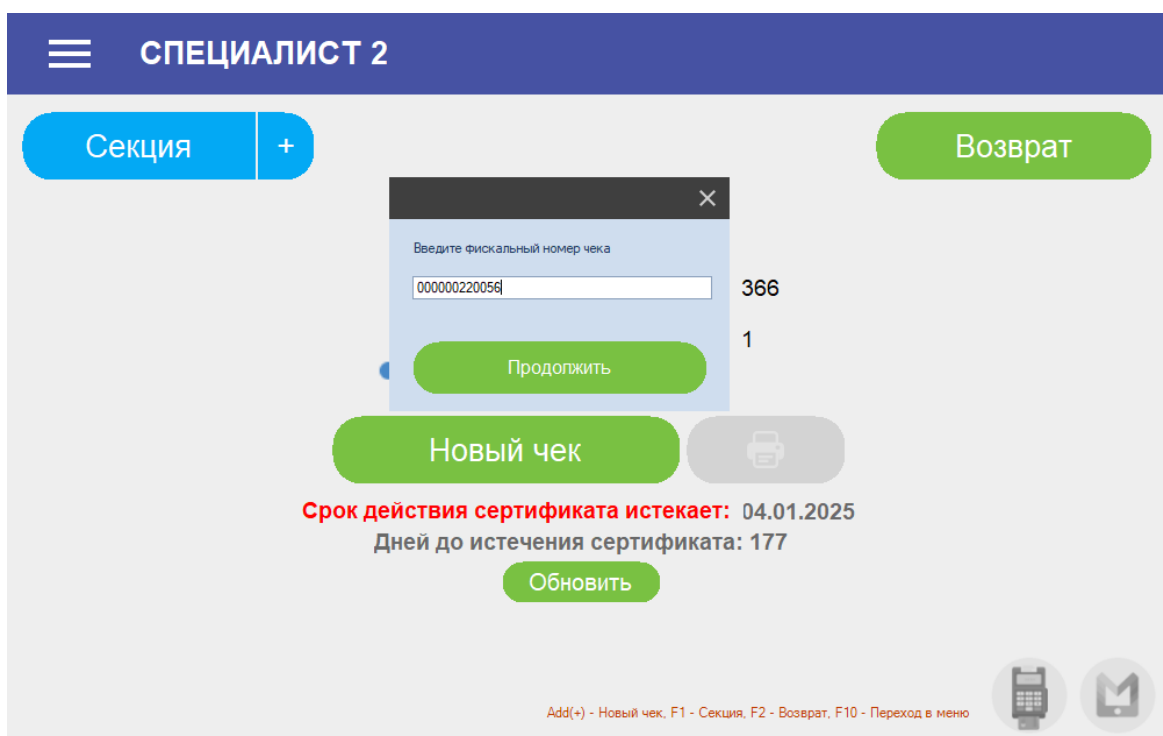 СПЕЦИАЛИСТ 2
Секция +
Возврат
Введите фискальный номер чека
000000220056
366
1
Продолжить
Новый чек
Срок действия сертификата истекает: 04.01.2025
Дней до истечения сертификата: 177
Обновить
Add(+) - Новый чек, F1 - Секция, F2 - Возврат, F10 - Переход в меню